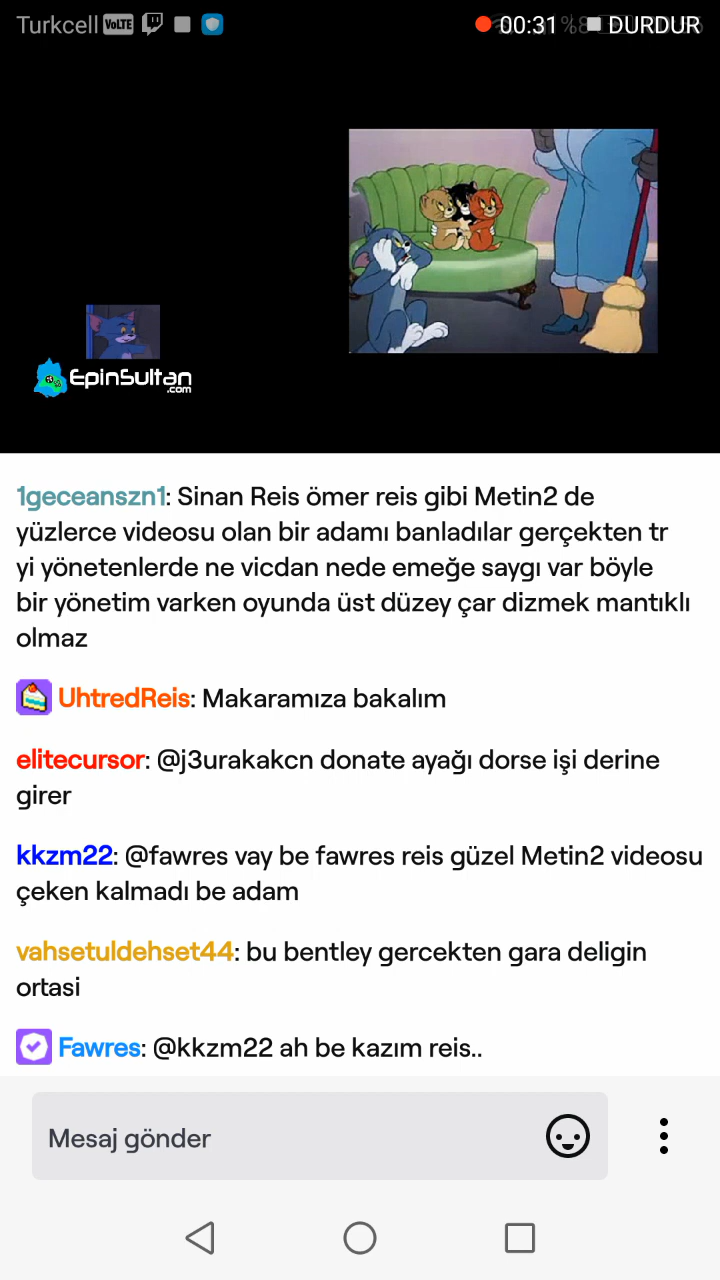 Turkcell VoLTE 00:31 %8 DURDUR
EpinSultan
.com
1geceanszn1: Sinan Reis ömer reis gibi Metin2 de
yüzlerce videosu olan bir adamı banladılar gerçekten tr
yi yönetenlerde ne vicdan nede emeğe saygı var böyle
bir yönetim varken oyunda üst düzey çar dizmek mantıklı
olmaz
UhtredReis: Makaramıza bakalım
elitecursor: @j3urakakcn donate ayağı dorse işi derine
girer
kkzm22: @fawres vay be fawres reis güzel Metin2 videosu
çeken kalmadı be adam
vahsetuldehset44: bu bentley gercekten gara deligin
ortasi
Fawres: @kkzm22 ah be kazım reis..
Mesaj gönder